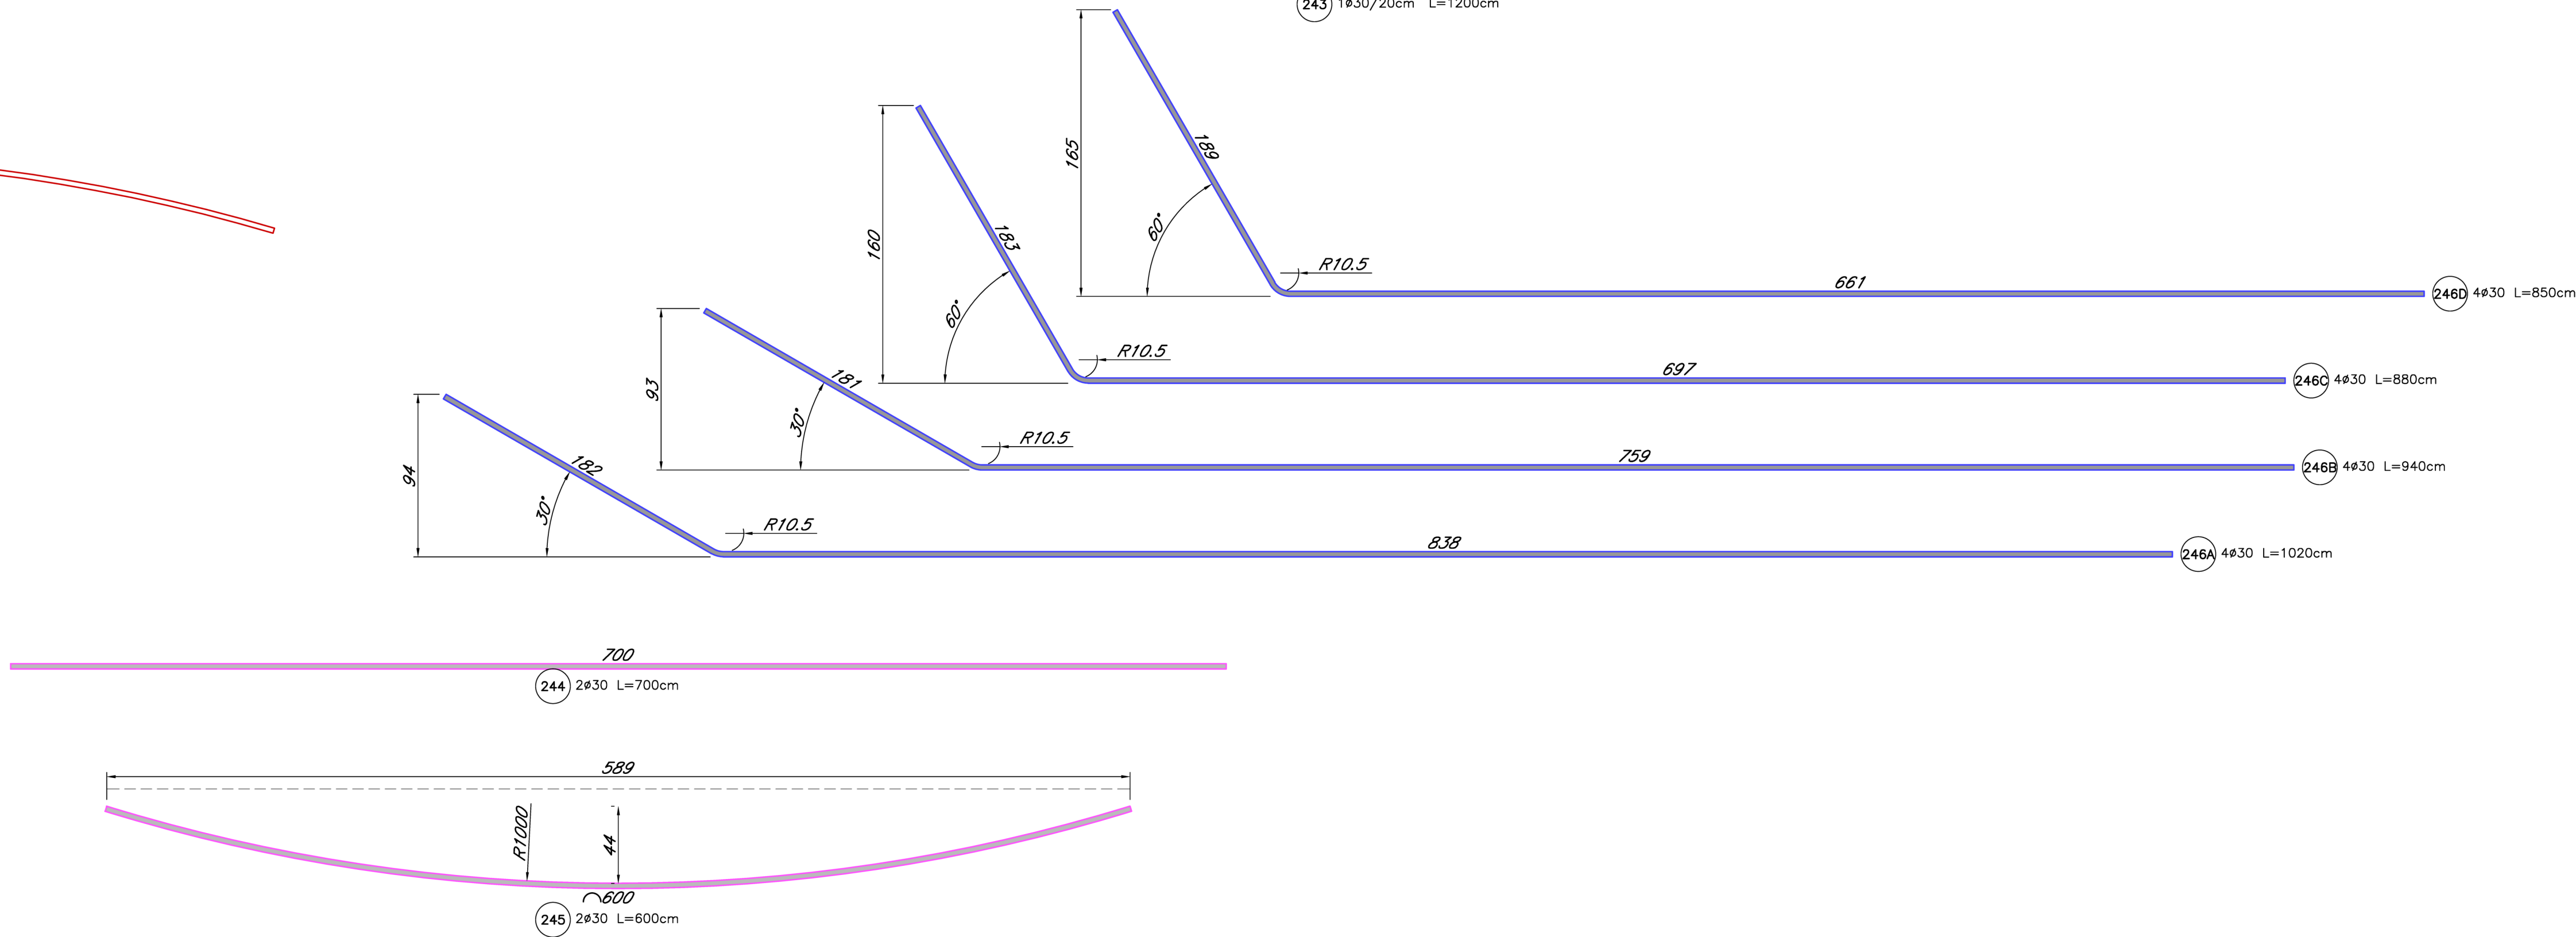 243 1ø30/20cm L=1200cm
165
189
60°
R10.5
661
246D 4ø30 L=850cm
160
183
60°
R10.5
697
246C 4ø30 L=880cm
93
181
30°
R10.5
759
246B 4ø30 L=940cm
94
182
30°
R10.5
838
246A 4ø30 L=1020cm
700
244 2ø30 L=700cm
589
R1000
44
⌒600
245 2ø30 L=600cm